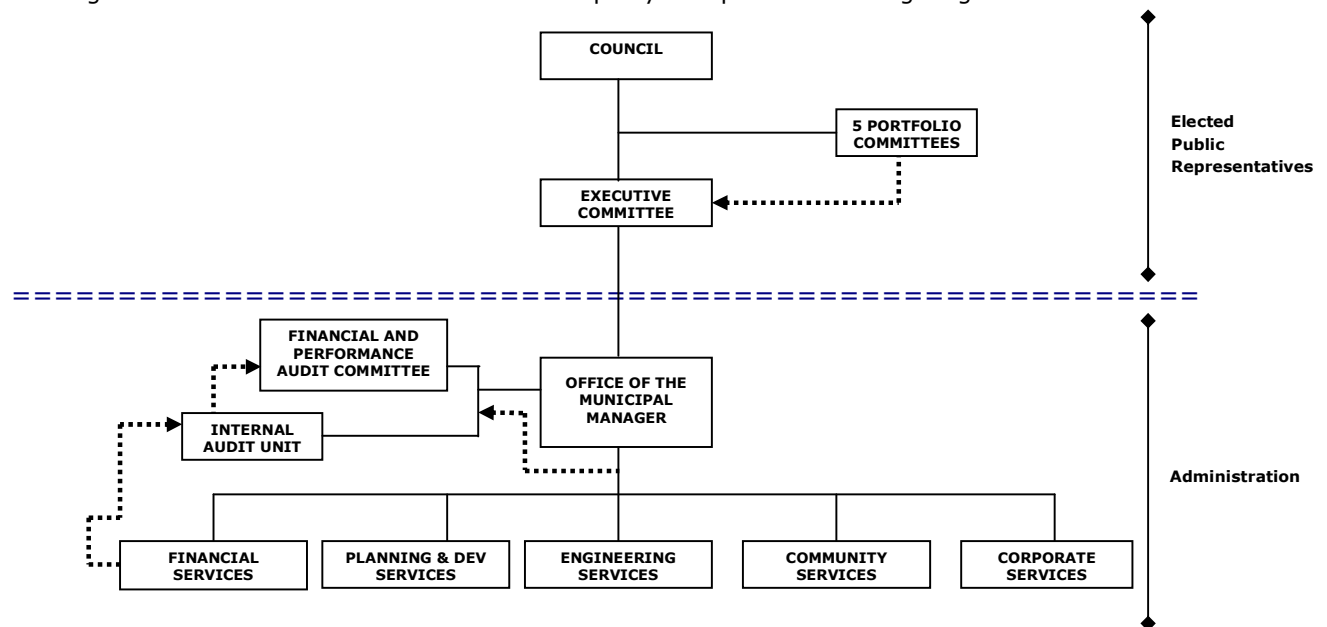 COUNCIL
5 PORTFOLIO
COMMITTEES
Elected
Public
Representatives
EXECUTIVE
COMMITTEE
FINANCIAL AND
PERFORMANCE
AUDIT COMMITTEE
OFFICE OF THE
MUNICIPAL
MANAGER
INTERNAL
AUDIT UNIT
Administration
FINANCIAL
SERVICES
PLANNING & DEV
SERVICES
ENGINEERING
SERVICES
COMMUNITY
SERVICES
CORPORATE
SERVICES